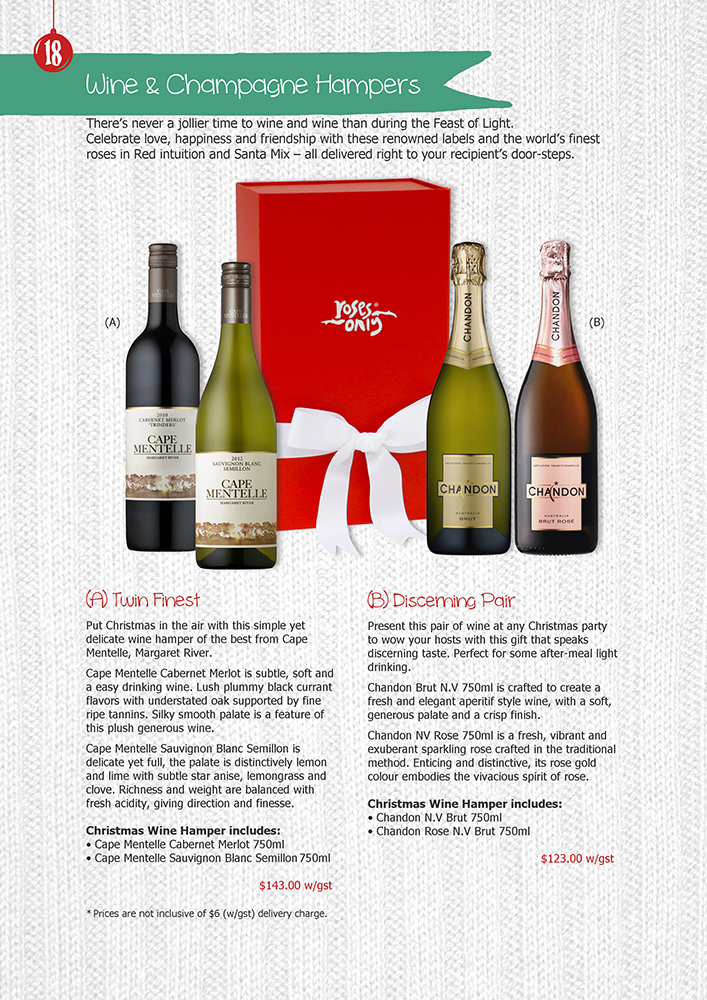 18
Wine & Champagne Hampers
There's never a jollier time to wine and wine than during the Feast of Light.
Celebrate love, happiness and friendship with these renowned labels and the world's finest
roses in Red intuition and Santa Mix – all delivered right to your recipient's door-steps.
(A)
(B)
roses
only
CAPE
MENTELLE
2010
CABERNET MERLOT
'TRINDERS'
CAPE
MENTELLE
MARGARET RIVER
CAPE
MENTELLE
2012
SAUVIGNON BLANC
SEMILLON
CAPE
MENTELLE
MARGARET RIVER
CHANDON
MÉTHODE TRADITIONNELLE
CHANDON
AUSTRALIA
BRUT
CHANDON
MÉTHODE TRADITIONNELLE
CHANDON
AUSTRALIA
BRUT ROSÉ
(A) Twin Finest
Put Christmas in the air with this simple yet
delicate wine hamper of the best from Cape
Mentelle, Margaret River.
Cape Mentelle Cabernet Merlot is subtle, soft and
a easy drinking wine. Lush plummy black currant
flavors with understated oak supported by fine
ripe tannins. Silky smooth palate is a feature of
this plush generous wine.
Cape Mentelle Sauvignon Blanc Semillon is
delicate yet full, the palate is distinctively lemon
and lime with subtle star anise, lemongrass and
clove. Richness and weight are balanced with
fresh acidity, giving direction and finesse.
Christmas Wine Hamper includes:
• Cape Mentelle Cabernet Merlot 750ml
• Cape Mentelle Sauvignon Blanc Semillon 750ml
$143.00 w/gst
* Prices are not inclusive of $6 (w/gst) delivery charge.
(B) Discerning Pair
Present this pair of wine at any Christmas party
to wow your hosts with this gift that speaks
discerning taste. Perfect for some after-meal light
drinking.
Chandon Brut N.V 750ml is crafted to create a
fresh and elegant aperitif style wine, with a soft,
generous palate and a crisp finish.
Chandon NV Rose 750ml is a fresh, vibrant and
exuberant sparkling rose crafted in the traditional
method. Enticing and distinctive, its rose gold
colour embodies the vivacious spirit of rose.
Christmas Wine Hamper includes:
• Chandon N.V Brut 750ml
• Chandon Rose N.V Brut 750ml
$123.00 w/gst